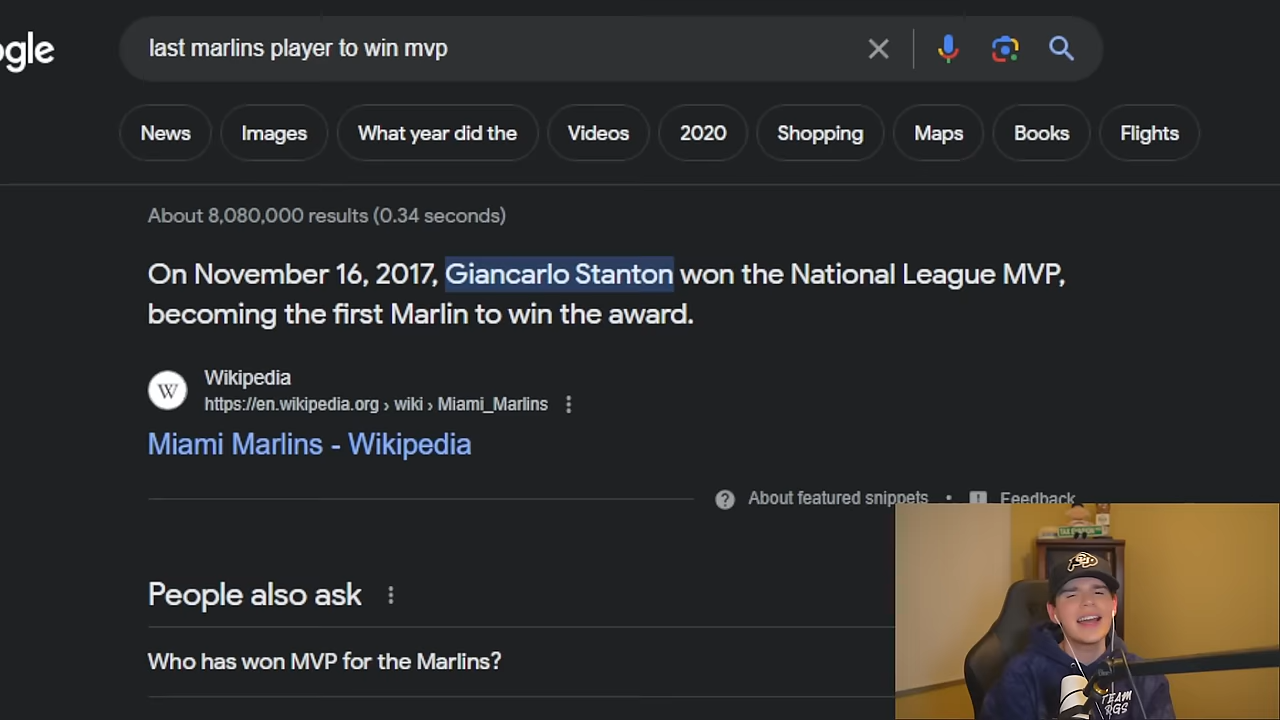 ogle
last marlins player to win mvp
News
Images
What year did the
Videos
2020
Shopping
Maps
Books
Flights
About 8,080,000 results (0.34 seconds)
On November 16, 2017, Giancarlo Stanton won the National League MVP,
becoming the first Marlin to win the award.
W
Wikipedia
https://en.wikipedia.org › wiki › Miami_Marlins
Miami Marlins - Wikipedia
About featured snippets • Feedback
People also ask
Who has won MVP for the Marlins?
TEAM
RGS